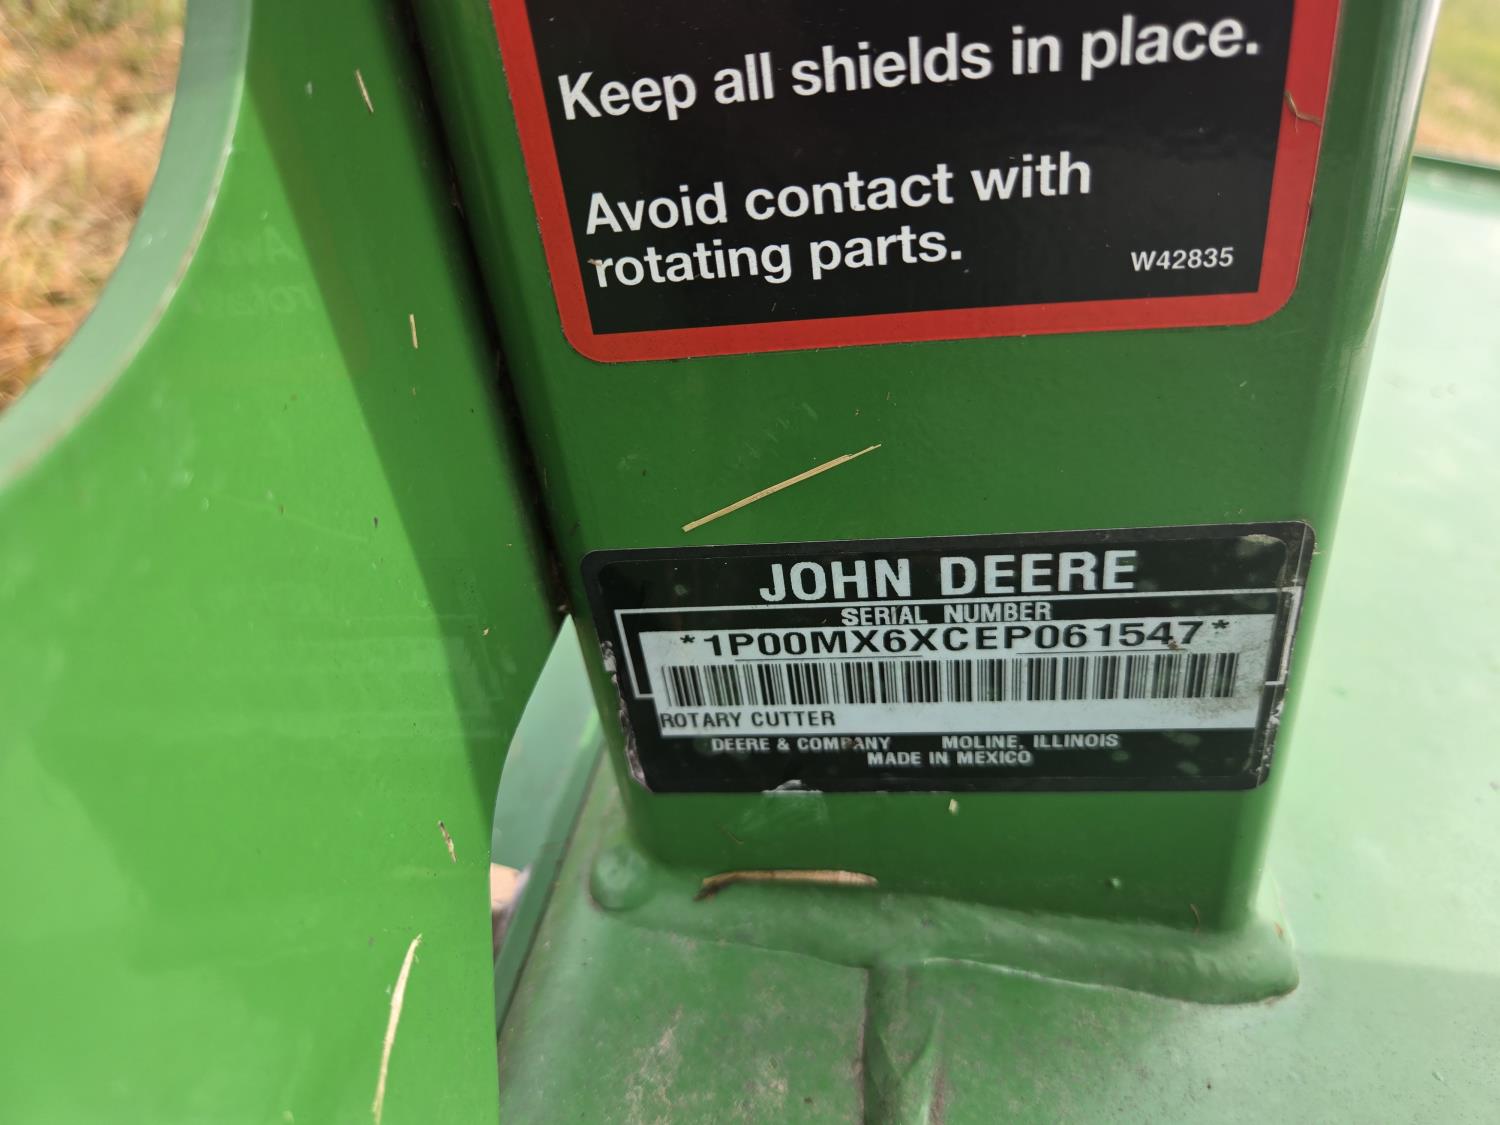 Keep all shields in place.
Avoid contact with
rotating parts.
W42835
JOHN DEERE
SERIAL NUMBER
*1P00MX6XCEP061547*
ROTARY CUTTER
DEERE & COMPANY MOLINE, ILLINOIS
MADE IN MEXICO